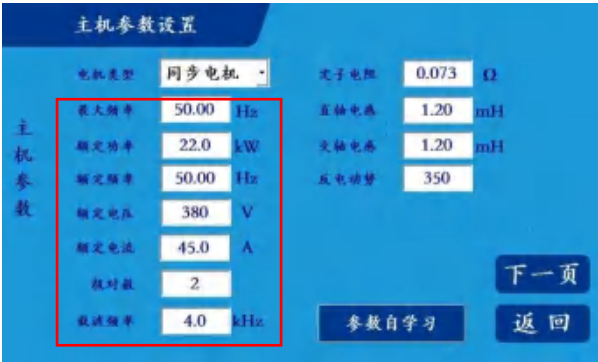 主机参数设置
电机类型 同步电机
定子电阻 0.073 Ω
主机参数
最大频率 50.00 Hz
直轴电感 1.20 mH
额定功率 22.0 kW
交轴电感 1.20 mH
额定频率 50.00 Hz
反电动势 350
额定电压 380 V
额定电流 45.0 A
极对数 2
载波频率 4.0 kHz
参数自学习
下一页
返回